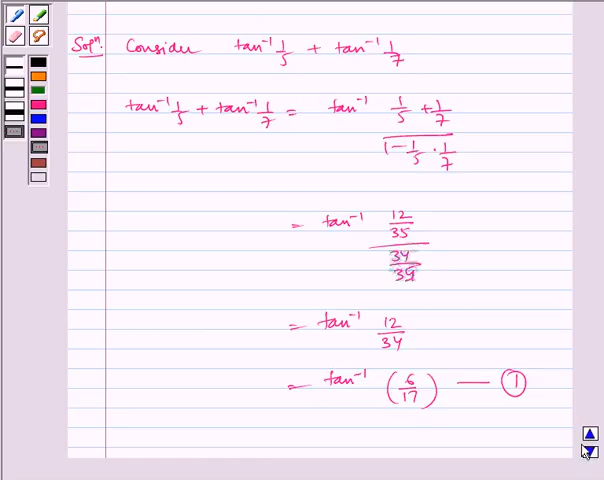 Solⁿ. Consider tan⁻¹ 1/5 + tan⁻¹ 1/7
tan⁻¹ 1/5 + tan⁻¹ 1/7 = tan⁻¹ (1/5 + 1/7)/(1 − 1/5 · 1/7)
= tan⁻¹ (12/35)/(34/35)
= tan⁻¹ 12/34
= tan⁻¹ (6/17) — ①